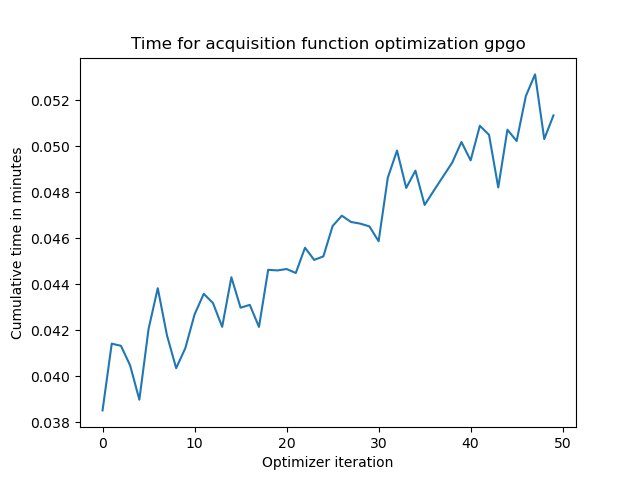 Time for acquisition function optimization gpgo
Cumulative time in minutes
0.052
0.050
0.048
0.046
0.044
0.042
0.040
0.038
0 10 20 30 40 50
Optimizer iteration